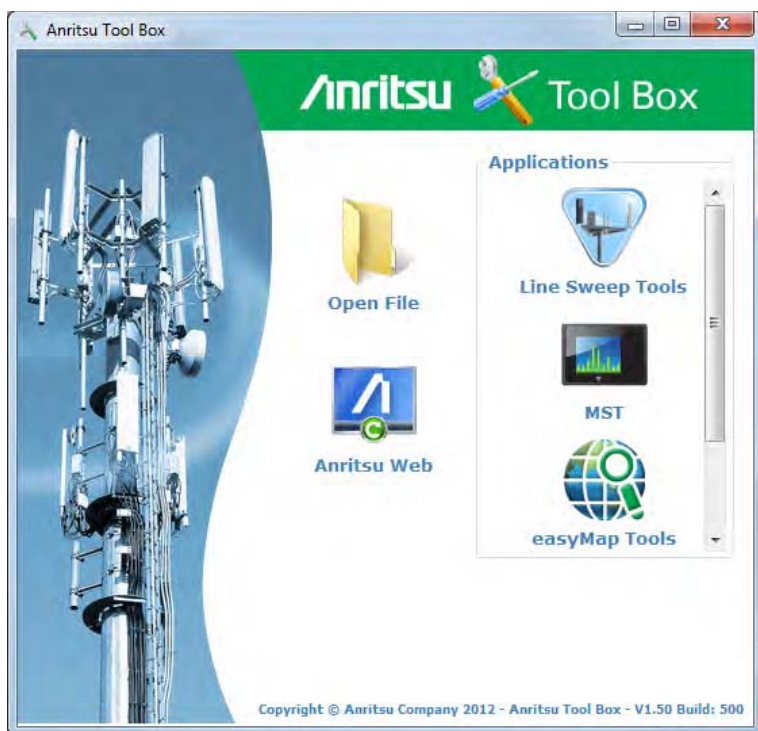 Anritsu Tool Box
Anritsu Tool Box
Applications
Open File
Line Sweep Tools
MST
Anritsu Web
easyMap Tools
Copyright © Anritsu Company 2012 - Anritsu Tool Box - V1.50 Build: 500